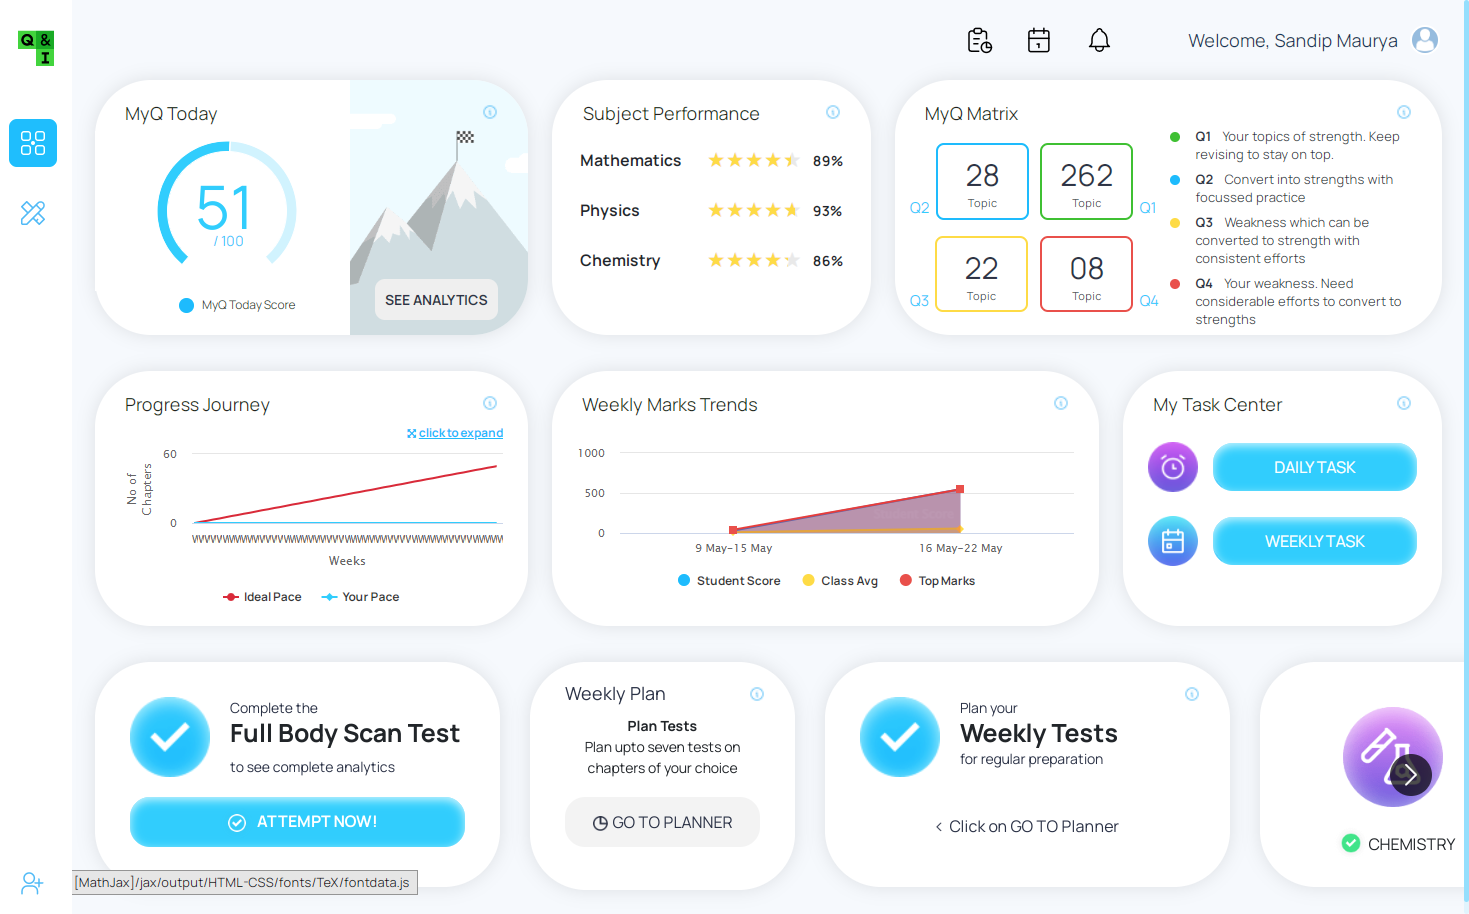 Q &
I
Welcome, Sandip Maurya
MyQ Today
51
/ 100
MyQ Today Score
SEE ANALYTICS
Subject Performance
Mathematics 89%
Physics 93%
Chemistry 86%
MyQ Matrix
Q2
28
Topic
262
Topic
Q1
Q3
22
Topic
08
Topic
Q4
Q1 Your topics of strength. Keep
revising to stay on top.
Q2 Convert into strengths with
focussed practice
Q3 Weakness which can be
converted to strength with
consistent efforts
Q4 Your weakness. Need
considerable efforts to convert to
strengths
Progress Journey
click to expand
No of
Chapters
60
0
Weeks
Ideal Pace Your Pace
Weekly Marks Trends
1000
500
0
9 May-15 May 16 May-22 May
Student Score Class Avg Top Marks
My Task Center
DAILY TASK
WEEKLY TASK
Complete the
Full Body Scan Test
to see complete analytics
ATTEMPT NOW!
Weekly Plan
Plan Tests
Plan upto seven tests on
chapters of your choice
GO TO PLANNER
Plan your
Weekly Tests
for regular preparation
< Click on GO TO Planner
CHEMISTRY
[MathJax]/jax/output/HTML-CSS/fonts/TeX/fontdata.js